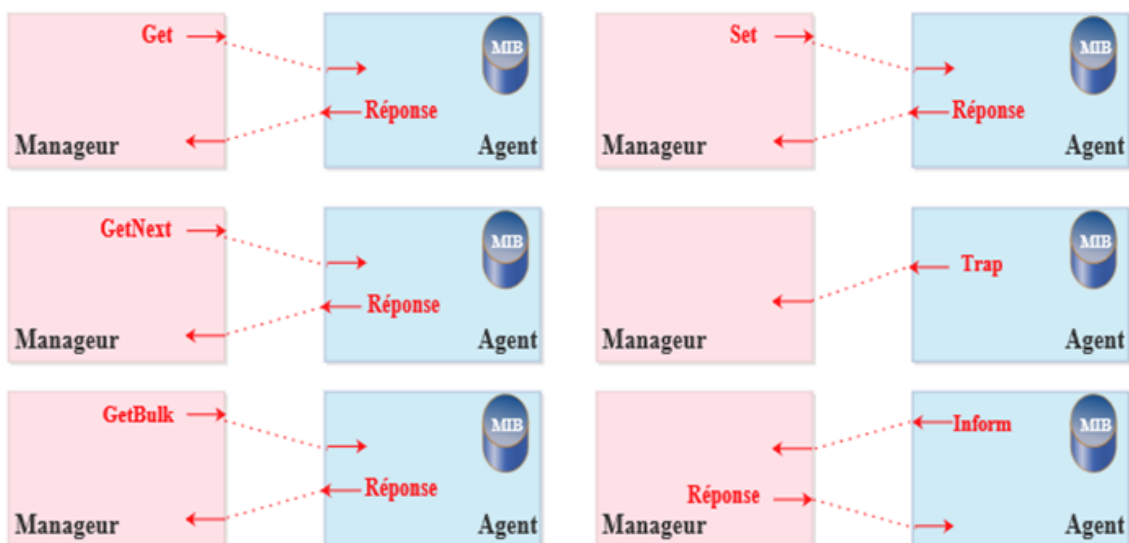 Get
MIB
Réponse
Manageur
Agent
Set
MIB
Réponse
Manageur
Agent
GetNext
MIB
Réponse
Manageur
Agent
MIB
Trap
Manageur
Agent
GetBulk
MIB
Réponse
Manageur
Agent
Inform
MIB
Réponse
Manageur
Agent